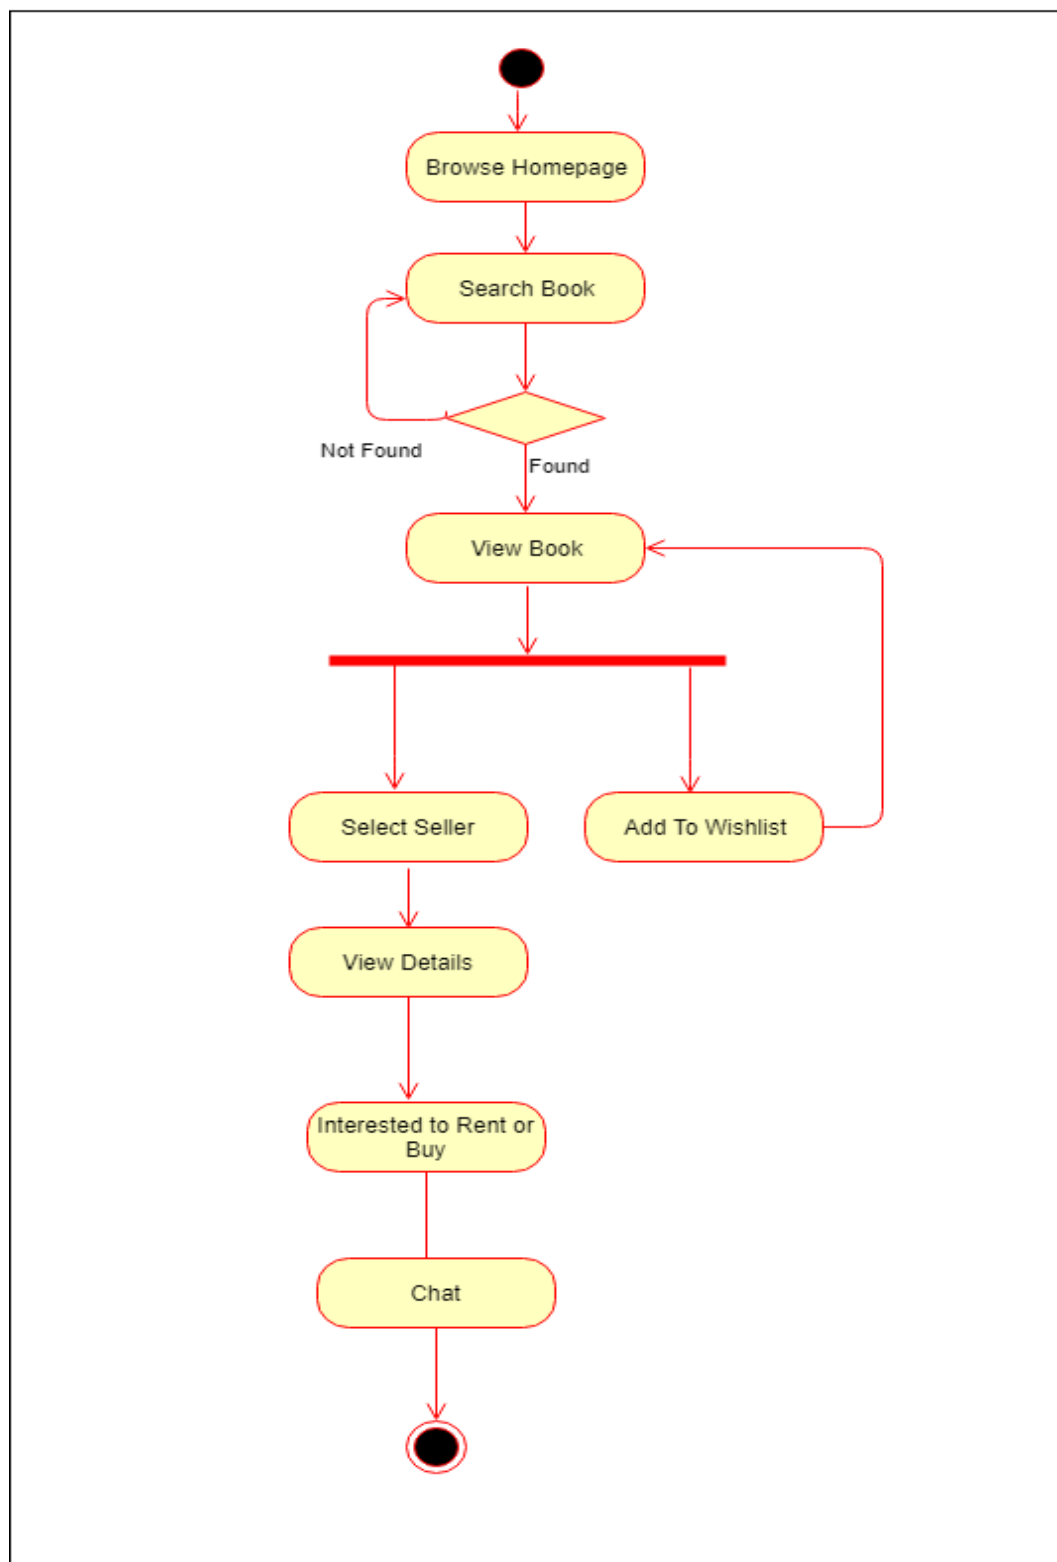 Browse Homepage
Search Book
Not Found
Found
View Book
Select Seller
Add To Wishlist
View Details
Interested to Rent or
Buy
Chat